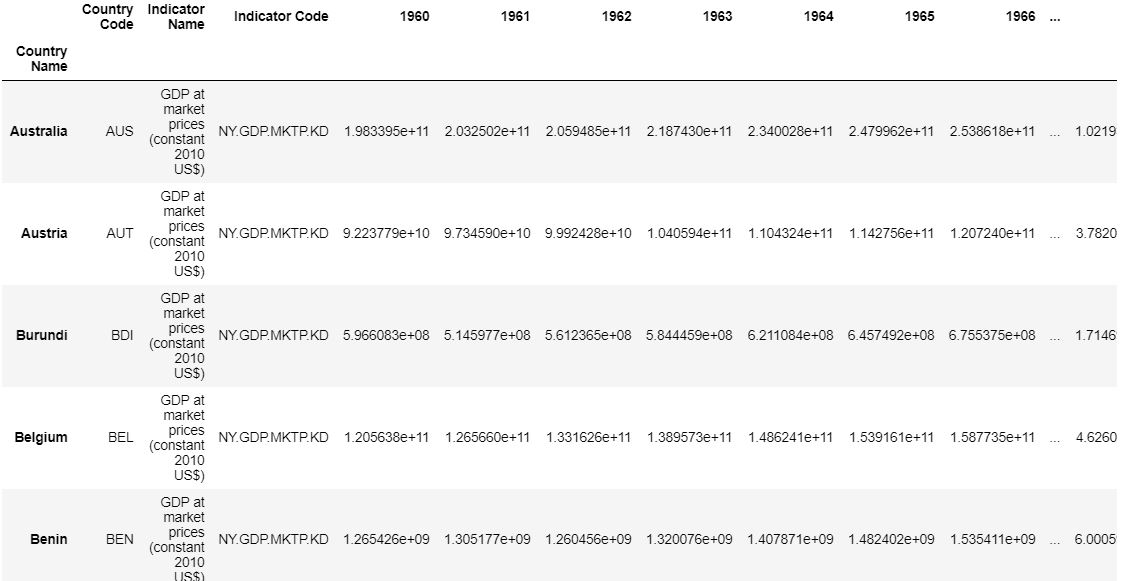 Country Code Indicator Name Indicator Code 1960 1961 1962 1963 1964 1965 1966 ...
Country Name
Australia AUS GDP at market prices (constant 2010 US$) NY.GDP.MKTP.KD 1.983395e+11 2.032502e+11 2.059485e+11 2.187430e+11 2.340028e+11 2.479962e+11 2.538618e+11 ... 1.0219
Austria AUT GDP at market prices (constant 2010 US$) NY.GDP.MKTP.KD 9.223779e+10 9.734590e+10 9.992428e+10 1.040594e+11 1.104324e+11 1.142756e+11 1.207240e+11 ... 3.7820
Burundi BDI GDP at market prices (constant 2010 US$) NY.GDP.MKTP.KD 5.966083e+08 5.145977e+08 5.612365e+08 5.844459e+08 6.211084e+08 6.457492e+08 6.755375e+08 ... 1.7146
Belgium BEL GDP at market prices (constant 2010 US$) NY.GDP.MKTP.KD 1.205638e+11 1.265660e+11 1.331626e+11 1.389573e+11 1.486241e+11 1.539161e+11 1.587735e+11 ... 4.6260
Benin BEN GDP at market prices (constant 2010 US$) NY.GDP.MKTP.KD 1.265426e+09 1.305177e+09 1.260456e+09 1.320076e+09 1.407871e+09 1.482402e+09 1.535411e+09 ... 6.0005